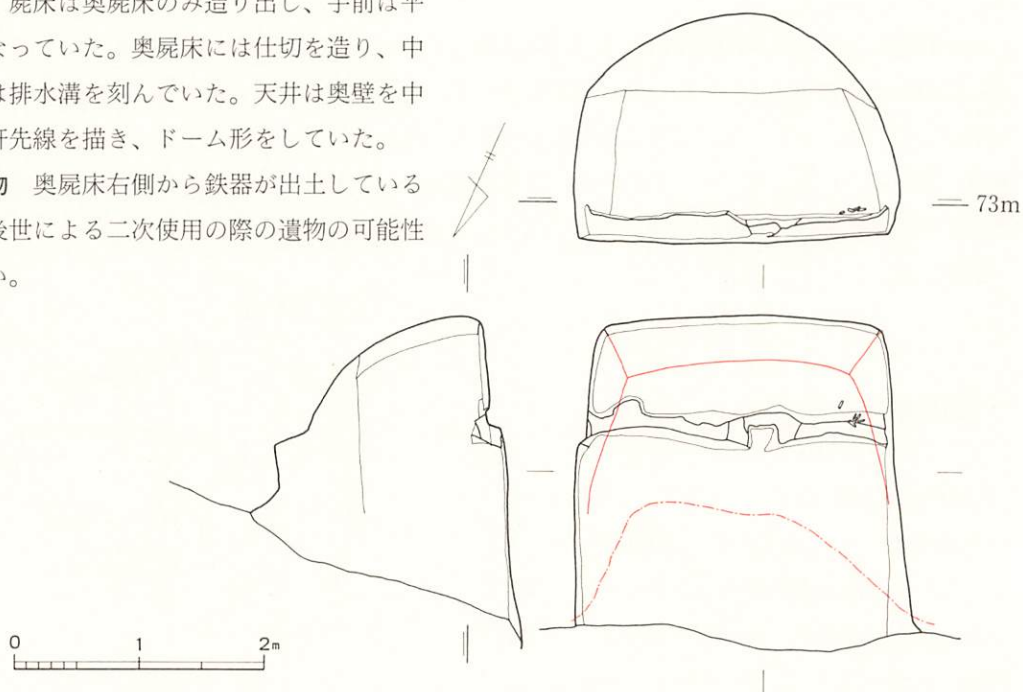 屍床は奥屍床のみ造り出し、手前は平
なっていた。奥屍床には仕切を造り、中
は排水溝を刻んでいた。天井は奥壁を中
軒先線を描き、ドーム形をしていた。
物　奥屍床右側から鉄器が出土している
後世による二次使用の際の遺物の可能性
い。
73m
0 1 2m